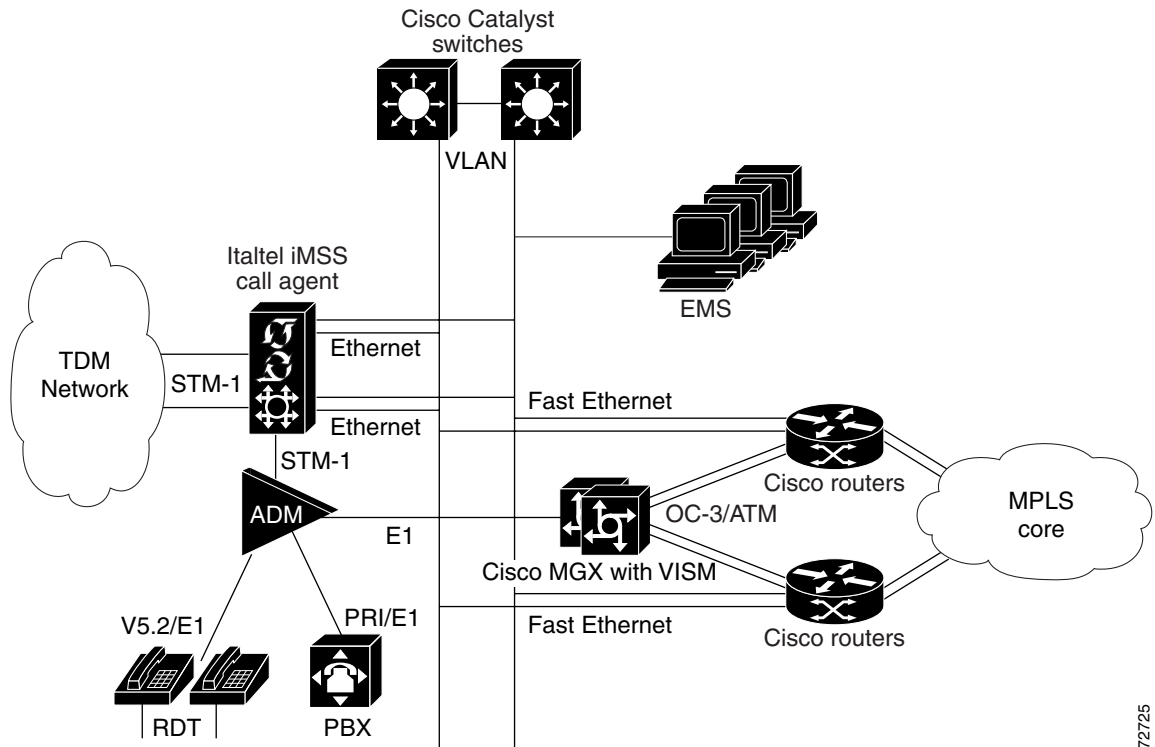 Cisco Catalyst
switches
VLAN
Italtel iMSS
call agent
EMS
TDM
Network
STM-1
Ethernet
Ethernet
Fast Ethernet
STM-1
Cisco routers
ADM
E1
OC-3/ATM
MPLS
core
Cisco MGX with VISM
V5.2/E1
PRI/E1
Fast Ethernet
Cisco routers
RDT
PBX
72725